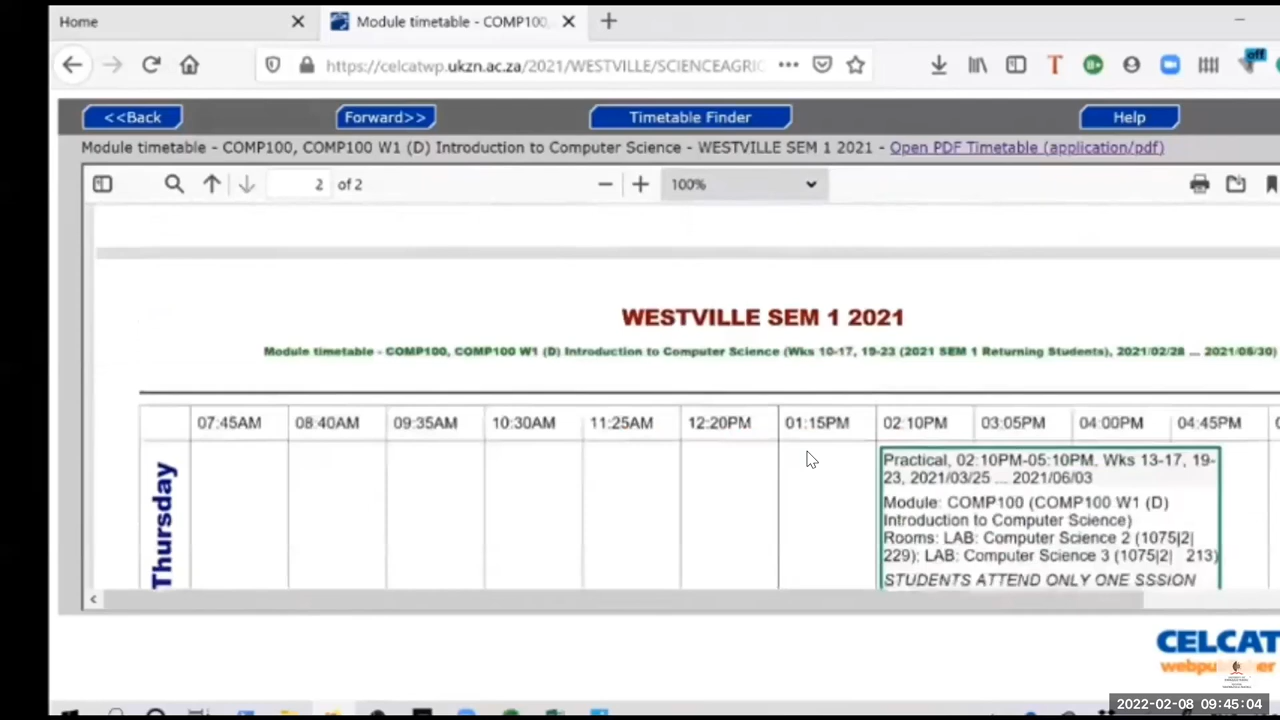 Home
Module timetable - COMP100,
https://celcatwp.ukzn.ac.za/2021/WESTVILLE/SCIENCEAGRIC
off
<<Back
Forward>>
Timetable Finder
Help
Module timetable - COMP100, COMP100 W1 (D) Introduction to Computer Science - WESTVILLE SEM 1 2021 - Open PDF Timetable (application/pdf)
2 of 2
100%
WESTVILLE SEM 1 2021
Module timetable - COMP100, COMP100 W1 (D) Introduction to Computer Science (Wks 10-17, 19-23 (2021 SEM 1 Returning Students), 2021/02/28 ... 2021/05/30)
07:45AM 08:40AM 09:35AM 10:30AM 11:25AM 12:20PM 01:15PM 02:10PM 03:05PM 04:00PM 04:45PM
Thursday
Practical, 02:10PM-05:10PM, Wks 13-17, 19-
23, 2021/03/25 ... 2021/06/03
Module: COMP100 (COMP100 W1 (D)
Introduction to Computer Science)
Rooms: LAB: Computer Science 2 (1075|2|
229); LAB: Computer Science 3 (1075|2| 213)
STUDENTS ATTEND ONLY ONE SSSION
CELCAT
2022-02-08 09:45:04